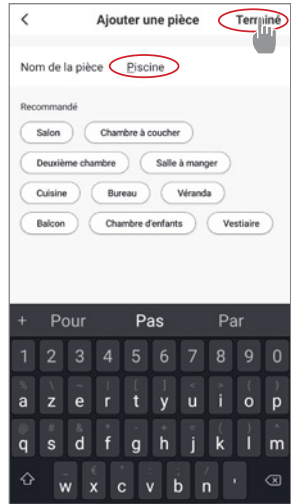 Ajouter une pièce Terminé
Nom de la pièce Piscine
Recommandé
Salon Chambre à coucher
Deuxième chambre Salle à manger
Cuisine Bureau Véranda
Balcon Chambre d'enfants Vestiaire
+ Pour Pas Par
1 2 3 4 5 6 7 8 9 0
a z e r t y u i o p
q s d f g h j k l m
w x c v b n '